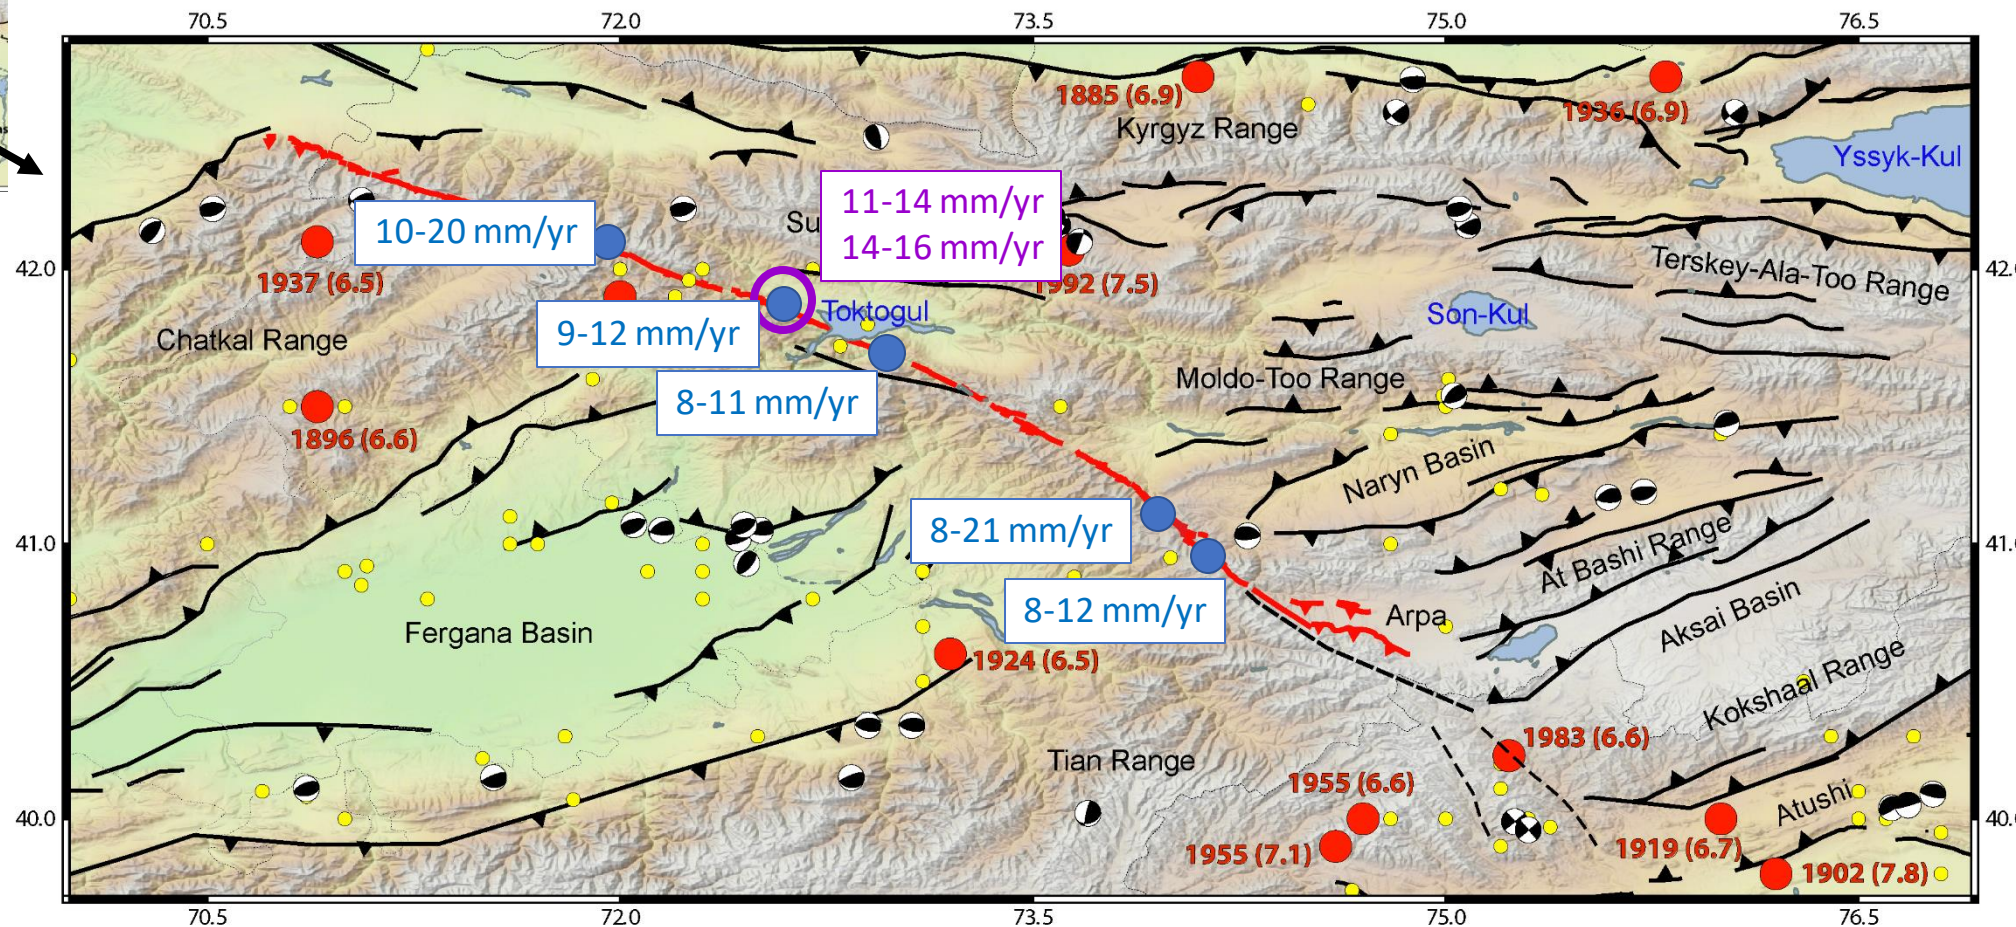 70.5
72.0
73.5
75.0
76.5
1885 (6.9)
1936 (6.9)
Kyrgyz Range
Yssyk-Kul
11-14 mm/yr
14-16 mm/yr
10-20 mm/yr
Su
42.0
42.
1937 (6.5)
1992 (7.5)
Terskey-Ala-Too Range
9-12 mm/yr
Toktogul
Son-Kul
Chatkal Range
Moldo-Too Range
8-11 mm/yr
1896 (6.6)
Naryn Basin
8-21 mm/yr
41.0
41.
At Bashi Range
8-12 mm/yr
Arpa
Aksai Basin
Fergana Basin
1924 (6.5)
Kokshaal Range
1983 (6.6)
Tian Range
1955 (6.6)
Atushi
40.0
40.
1955 (7.1)
1919 (6.7)
1902 (7.8)
70.5
72.0
73.5
75.0
76.5